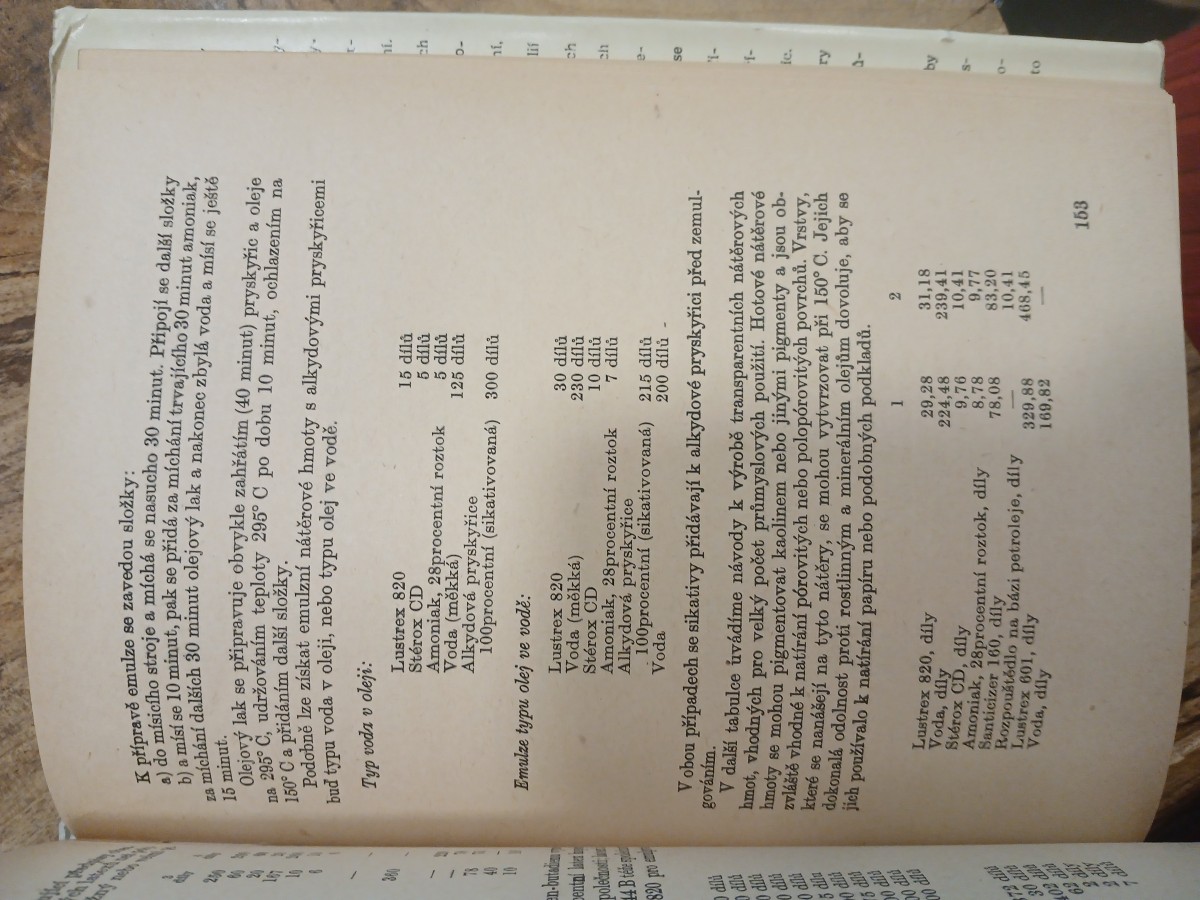 K přípravě emulze se zavedou složky:
a) do mísicího stroje a míchá se nasucho 30 minut. Připojí se další složky
b) a mísí se 10 minut, pak se přidá za míchání trvajícího 30 minut amoniak,
za míchání dalších 30 minut olejový lak a nakonec zbylá voda a mísí se ještě
15 minut.
Olejový lak se připravuje obvykle zahřátím (40 minut) pryskyřic a oleje
na 295° C, udržováním teploty 295° C po dobu 10 minut, ochlazením na
150° C a přidáním další složky.
Podobně lze získat emulzní nátěrové hmoty s alkydovými pryskyřicemi
buď typu voda v oleji, nebo typu olej ve vodě.
Typ voda v oleji:
Lustrex 820 15 dílů
Stérox CD 5 dílů
Amoniak, 28procentní roztok 5 dílů
Voda (měkká) 125 dílů
Alkydová pryskyřice
100procentní (sikativovaná) 300 dílů
Emulze typu olej ve vodě:
Lustrex 820 30 dílů
Voda (měkká) 230 dílů
Stérox CD 10 dílů
Amoniak, 28procentní roztok 7 dílů
Alkydová pryskyřice
100procentní (sikativovaná) 215 dílů
Voda 200 dílů
V obou případech se sikativy přidávají k alkydové pryskyřici před zemul-
gováním.
V další tabulce uvádíme návody k výrobě transparentních nátěrových
hmot, vhodných pro velký počet průmyslových použití. Hotové nátěrové
hmoty se mohou pigmentovat kaolinem nebo jinými pigmenty a jsou ob-
zvláště vhodné k natírání pórovitých nebo polopórovitých povrchů. Vrstvy,
které se nanášejí na tyto nátěry, se mohou vytvrzovat při 150° C. Jejich
dokonalá odolnost proti rostlinným a minerálním olejům dovoluje, aby se
jich používalo k natírání papíru nebo podobných podkladů.
1 2
Lustrex 820, díly 29,28 31,18
Voda, díly 224,48 239,41
Stérox CD, díly 9,76 10,41
Amoniak, 28procentní roztok, díly 8,78 9,77
Santicizer 160, díly 78,08 83,20
Rozpouštědlo na bázi petroleje, díly — 10,41
Lustrex 601, díly 329,88 468,45
Voda, díly 169,82 —
153